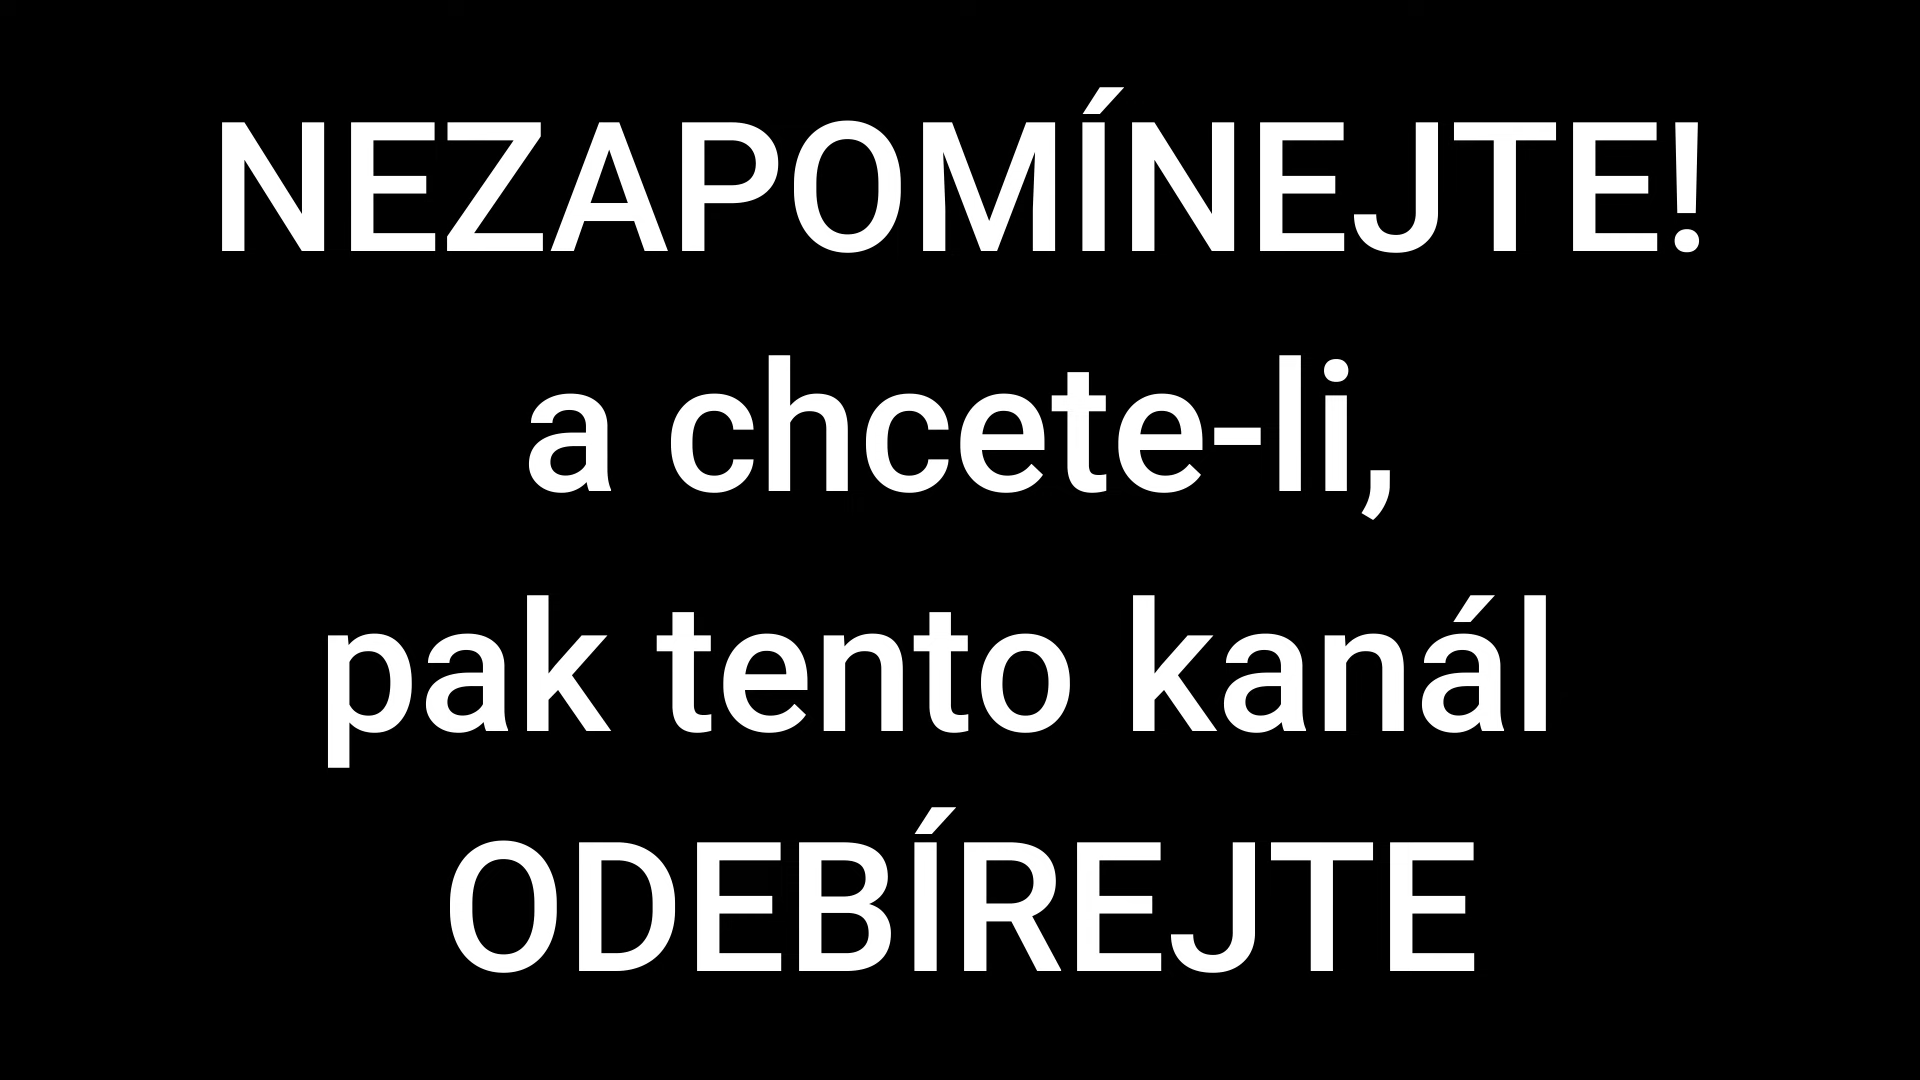 NEZAPOMÍNEJTE!
a chcete-li,
pak tento kanál
ODEBÍREJTE